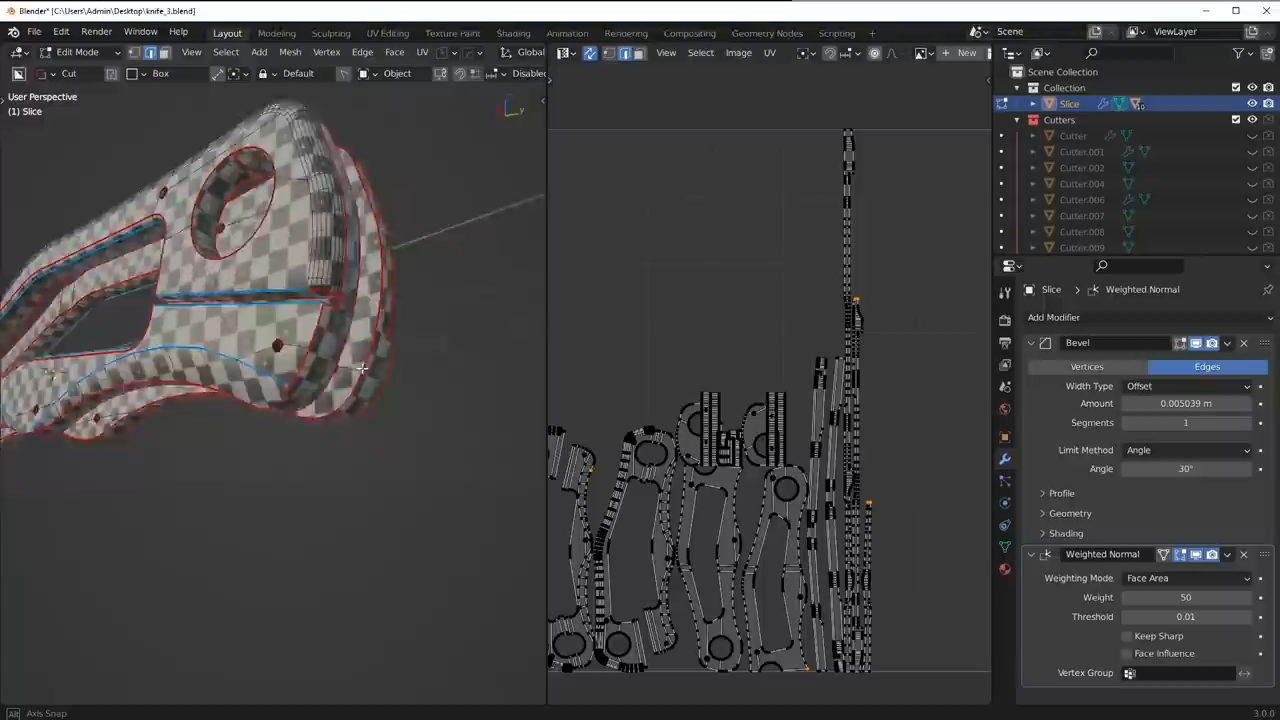 Blender* [C:\Users\Admin\Desktop\knife_3.blend]
File Edit Render Window Help Layout Modeling Sculpting UV Editing Texture Paint Shading Animation Rendering Compositing Geometry Nodes Scripting Scene ViewLayer
Edit Mode View Select Add Mesh Vertex Edge Face UV Global View Select Image UV New
Cut Box Default Object Disabled
User Perspective
(1) Slice
Scene Collection
Collection
Slice
Cutters
Cutter
Cutter.001
Cutter.002
Cutter.004
Cutter.006
Cutter.007
Cutter.008
Cutter.009
Slice Weighted Normal
Add Modifier
Bevel
Vertices Edges
Width Type Offset
Amount 0.005039 m
Segments 1
Limit Method Angle
Angle 30°
Profile
Geometry
Shading
Weighted Normal
Weighting Mode Face Area
Weight 50
Threshold 0.01
Keep Sharp
Face Influence
Vertex Group
Axis Snap 3.0.0